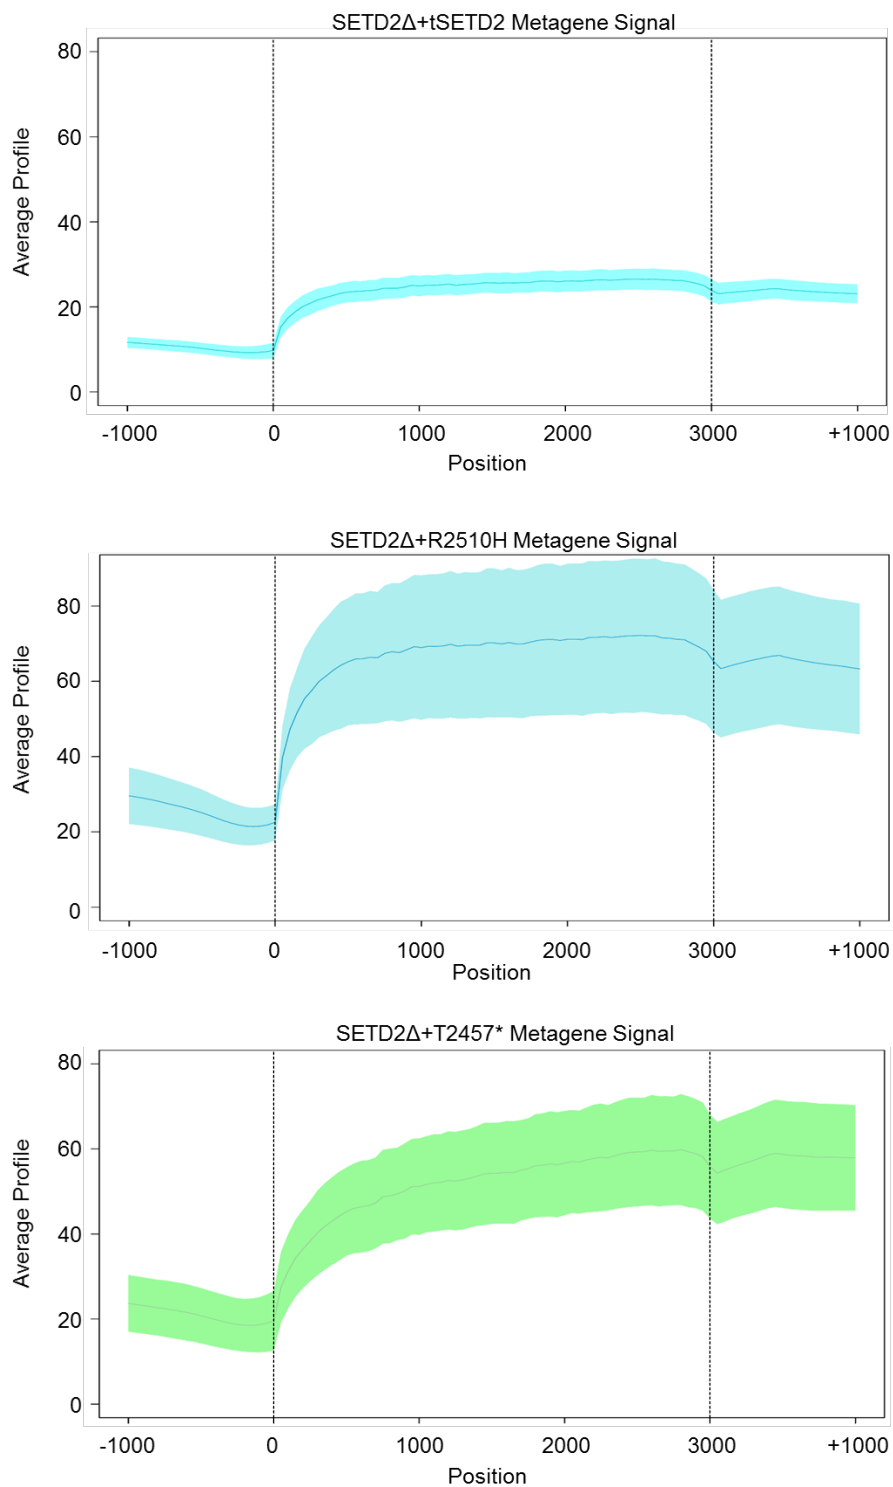 SETD2Δ+tSETD2 Metagene Signal
80
60
40
20
0
Average Profile
-1000 0 1000 2000 3000 +1000
Position
SETD2Δ+R2510H Metagene Signal
80
60
40
20
0
Average Profile
-1000 0 1000 2000 3000 +1000
Position
SETD2Δ+T2457* Metagene Signal
80
60
40
20
0
Average Profile
-1000 0 1000 2000 3000 +1000
Position